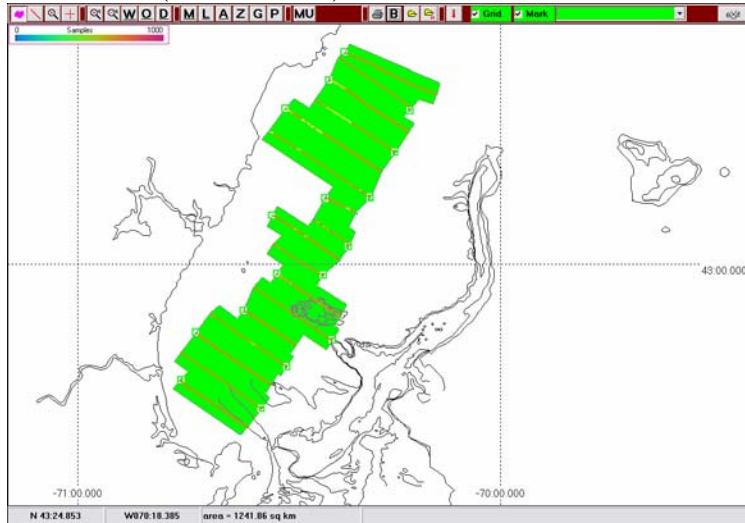 W O D M L A Z G P MU B Grid Mark exit
0 Samples 1000
43:00.000
-71:00.000 -70:00.000
N 43:24.853 W070:18.385 area = 1241.86 sq km